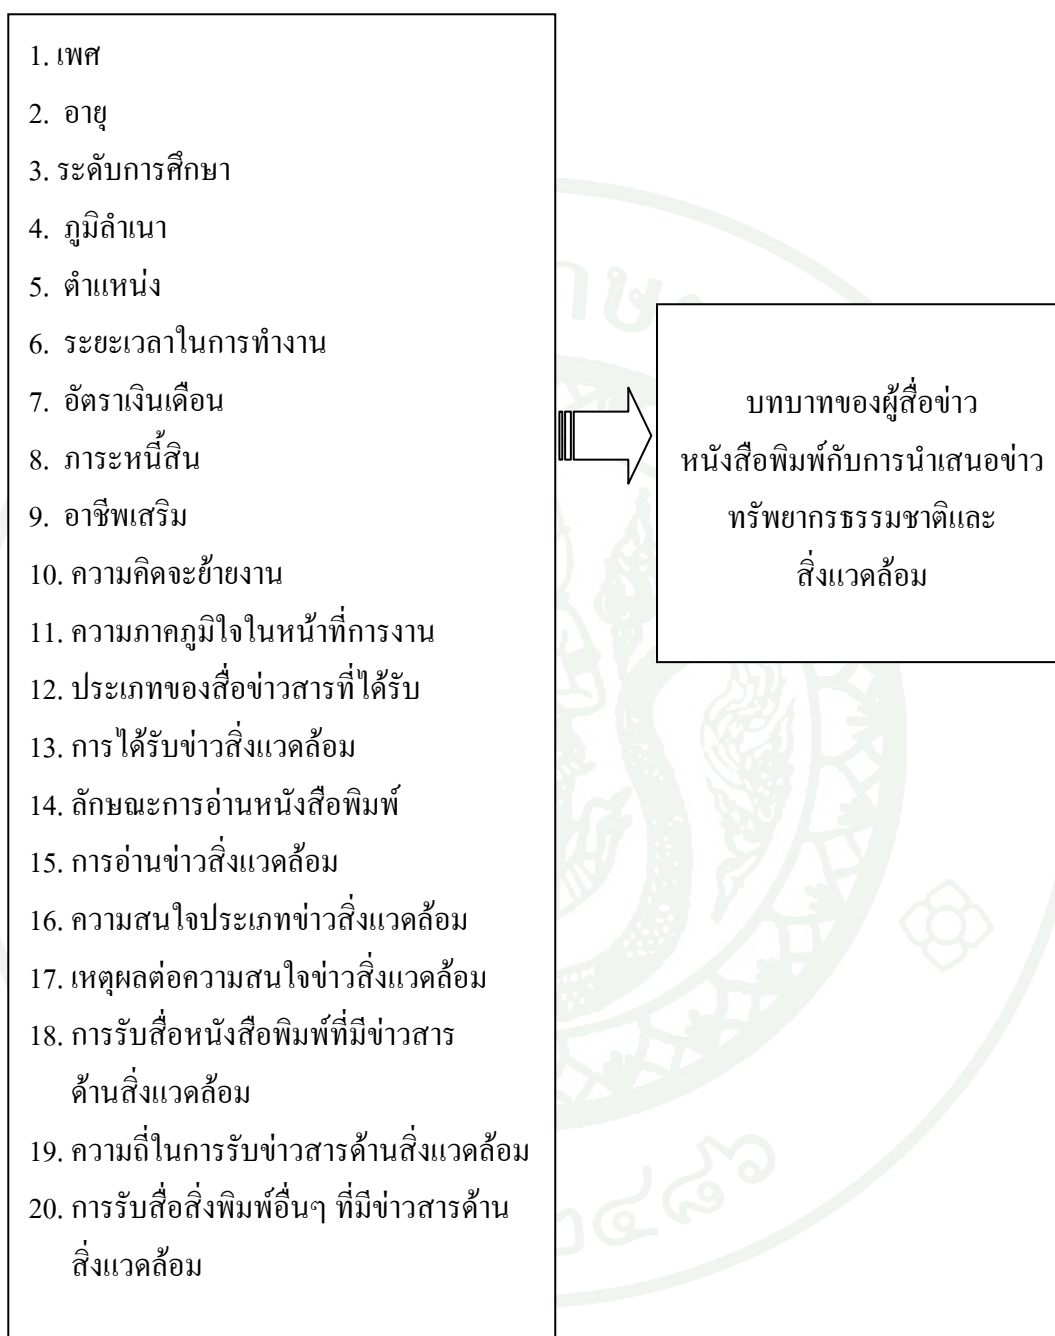 1. เพศ
2. อายุ
3. ระดับการศึกษา
4. ภูมิลำเนา
5. ตำแหน่ง
6. ระยะเวลาในการทำงาน
7. อัตราเงินเดือน
8. ภาระหนี้สิน
9. อาชีพเสริม
10. ความคิดจะย้ายงาน
11. ความภาคภูมิใจในหน้าที่การงาน
12. ประเภทของสื่อข่าวสารที่ได้รับ
13. การได้รับข่าวสิ่งแวดล้อม
14. ลักษณะการอ่านหนังสือพิมพ์
15. การอ่านข่าวสิ่งแวดล้อม
16. ความสนใจประเภทข่าวสิ่งแวดล้อม
17. เหตุผลต่อความสนใจข่าวสิ่งแวดล้อม
18. การรับสื่อหนังสือพิมพ์ที่มีข่าวสาร
ด้านสิ่งแวดล้อม
19. ความถี่ในการรับข่าวสารด้านสิ่งแวดล้อม
20. การรับสื่อสิ่งพิมพ์อื่นๆ ที่มีข่าวสารด้าน
สิ่งแวดล้อม
บทบาทของผู้สื่อข่าว
หนังสือพิมพ์กับการนำเสนอข่าว
ทรัพยากรธรรมชาติและ
สิ่งแวดล้อม